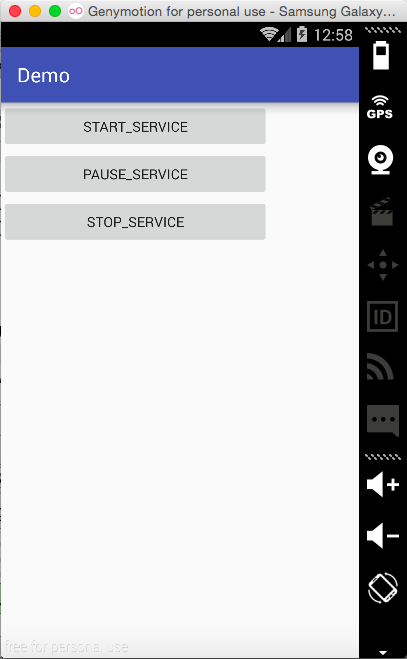 Genymotion for personal use - Samsung Galaxy...
12:58
Demo
START_SERVICE
PAUSE_SERVICE
STOP_SERVICE
GPS
ID
free for personal use